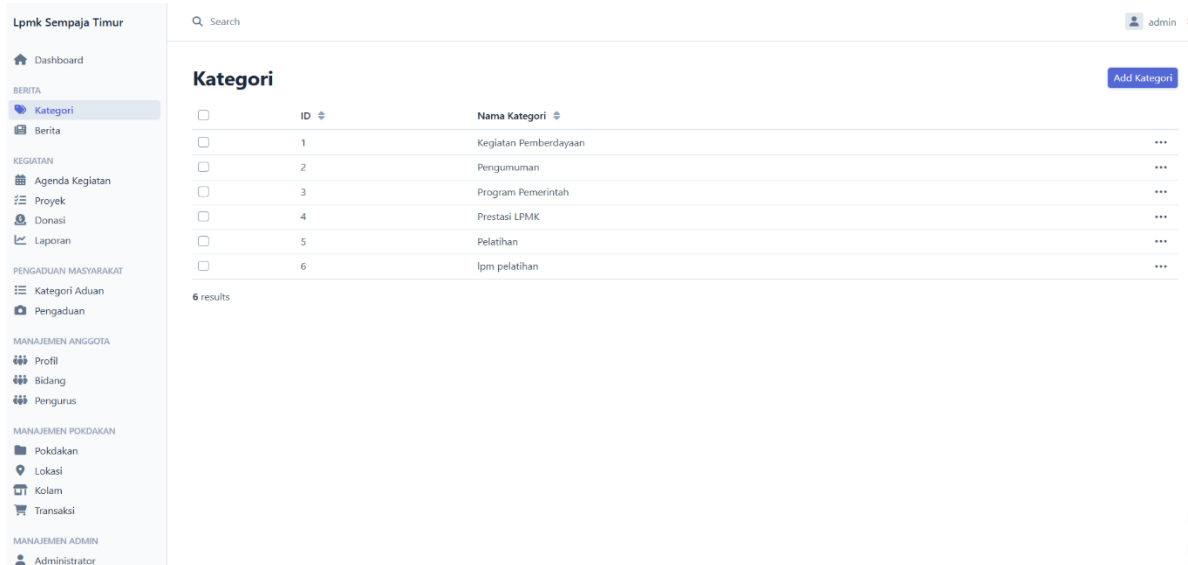 Lpmk Sempaja Timur
Search
admin
Dashboard
BERITA
Kategori
Berita
KEGIATAN
Agenda Kegiatan
Proyek
Donasi
Laporan
PENGADUAN MASYARAKAT
Kategori Aduan
Pengaduan
MANAJEMEN ANGGOTA
Profil
Bidang
Pengurus
MANAJEMEN POKDAKAN
Pokdakan
Lokasi
Kolam
Transaksi
MANAJEMEN ADMIN
Administrator
Kategori
Add Kategori
ID Nama Kategori
1 Kegiatan Pemberdayaan
2 Pengumuman
3 Program Pemerintah
4 Prestasi LPMK
5 Pelatihan
6 lpm pelatihan
6 results